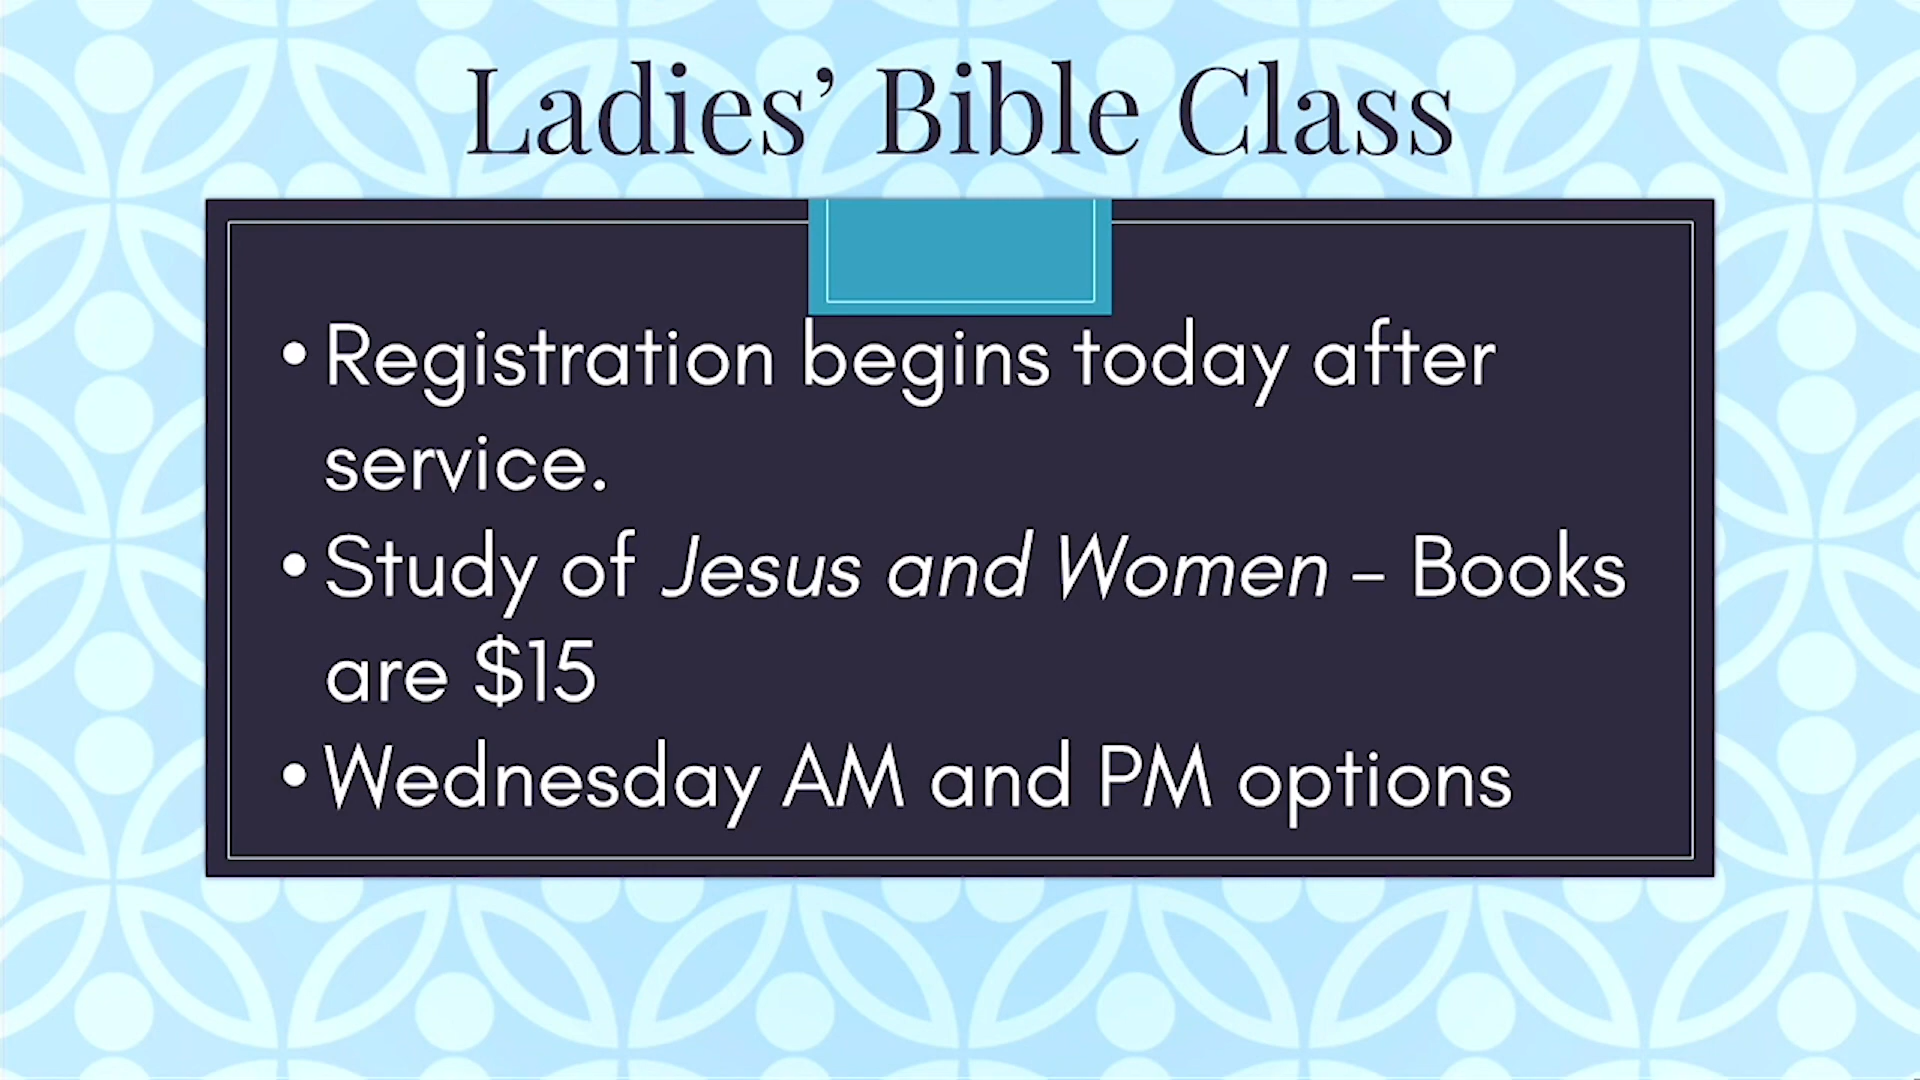 Ladies’ Bible Class
• Registration begins today after
service.
• Study of Jesus and Women – Books
are $15
• Wednesday AM and PM options